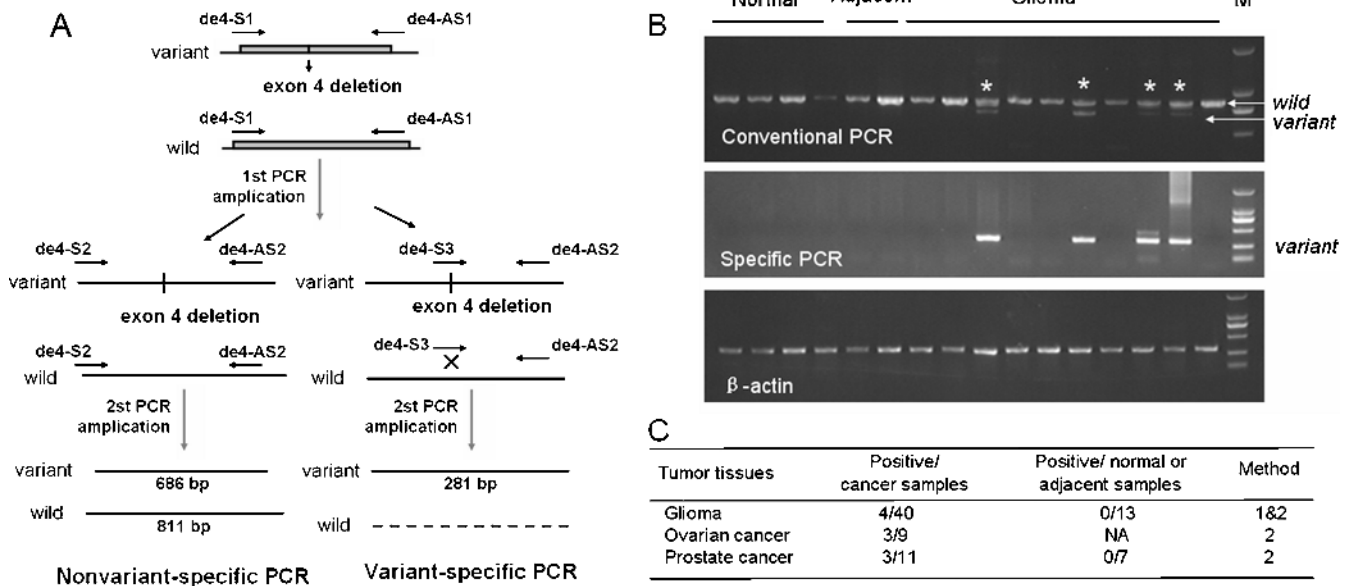 A
de4-S1 de4-AS1
variant
exon 4 deletion
de4-S1 de4-AS1
wild
1st PCR
amplication
de4-S2 de4-AS2
variant
exon 4 deletion
de4-S2 de4-AS2
wild
2st PCR
amplication
variant
686 bp
wild
811 bp
Nonvariant-specific PCR
de4-S3 de4-AS2
variant
exon 4 deletion
de4-S3 de4-AS2
wild
2st PCR
amplication
variant
281 bp
wild
Variant-specific PCR
B
Normal Adjacent Glioma M
* * * *
wild
variant
Conventional PCR
variant
Specific PCR
β-actin
C
Tumor tissues Positive/ cancer samples Positive/ normal or adjacent samples Method
Glioma 4/40 0/13 1&2
Ovarian cancer 3/9 NA 2
Prostate cancer 3/11 0/7 2